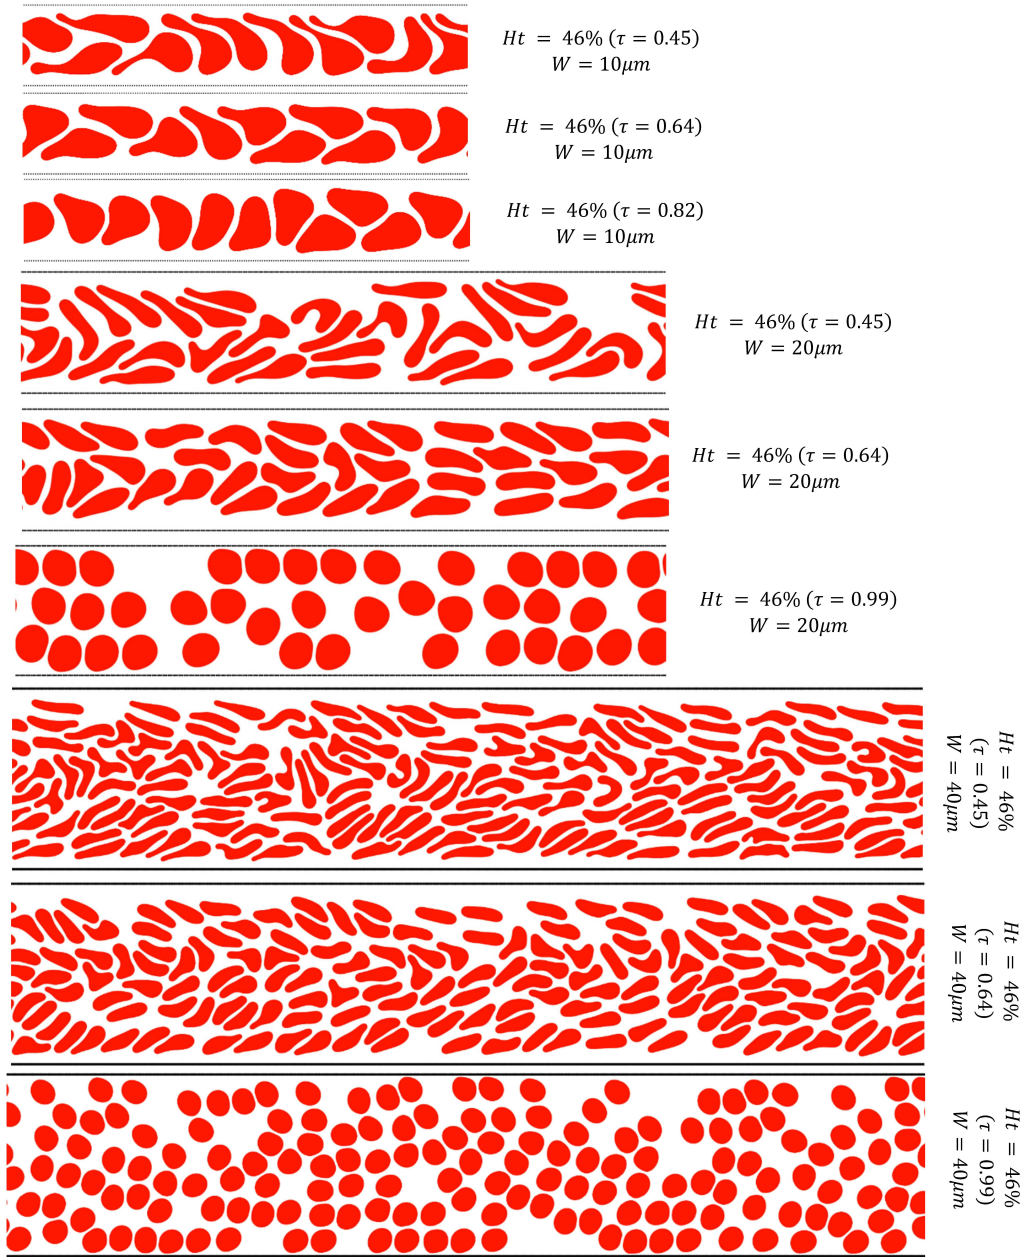 Ht = 46% (τ = 0.45)
W = 10μm
Ht = 46% (τ = 0.64)
W = 10μm
Ht = 46% (τ = 0.82)
W = 10μm
Ht = 46% (τ = 0.45)
W = 20μm
Ht = 46% (τ = 0.64)
W = 20μm
Ht = 46% (τ = 0.99)
W = 20μm
Ht = 46%
(τ = 0.45)
W = 40μm
Ht = 46%
(τ = 0.64)
W = 40μm
Ht = 46%
(τ = 0.99)
W = 40μm